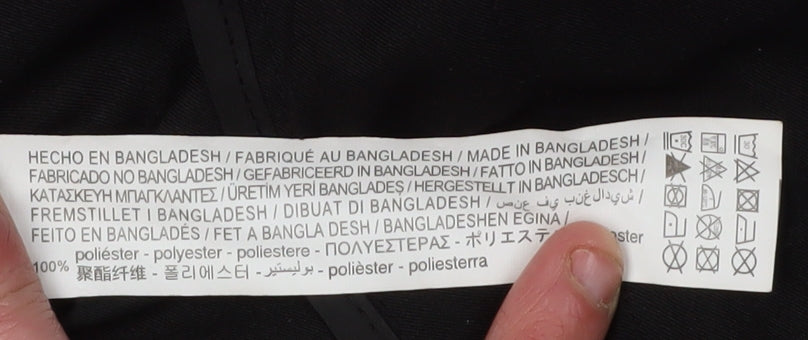 HECHO EN BANGLADESH / FABRIQUÉ AU BANGLADESH / MADE IN BANGLADESH /
FABRICADO NO BANGLADESH / GEFABRICEERD IN BANGLADESH / FATTO IN BANGLADESH /
ΚΑΤΑΣΚΕΥΗ ΜΠΑΓΚΛΑΝΤΕΣ / ÜRETİM YERİ BANGLADEŞ / HERGESTELLT IN BANGLADESCH /
FREMSTILLET I BANGLADESH / DIBUAT DI BANGLADESH / صنع في بنغلاديش /
FEITO EN BANGLADÉS / FET A BANGLA DESH / BANGLADESHEN EGINA /
100% poliéster - polyester - poliestere - ΠΟΛΥΕΣΤΕΡΑΣ - ポリエステ
聚酯纤维 - 폴리에스터 - بوليستير - polièster - poliesterra